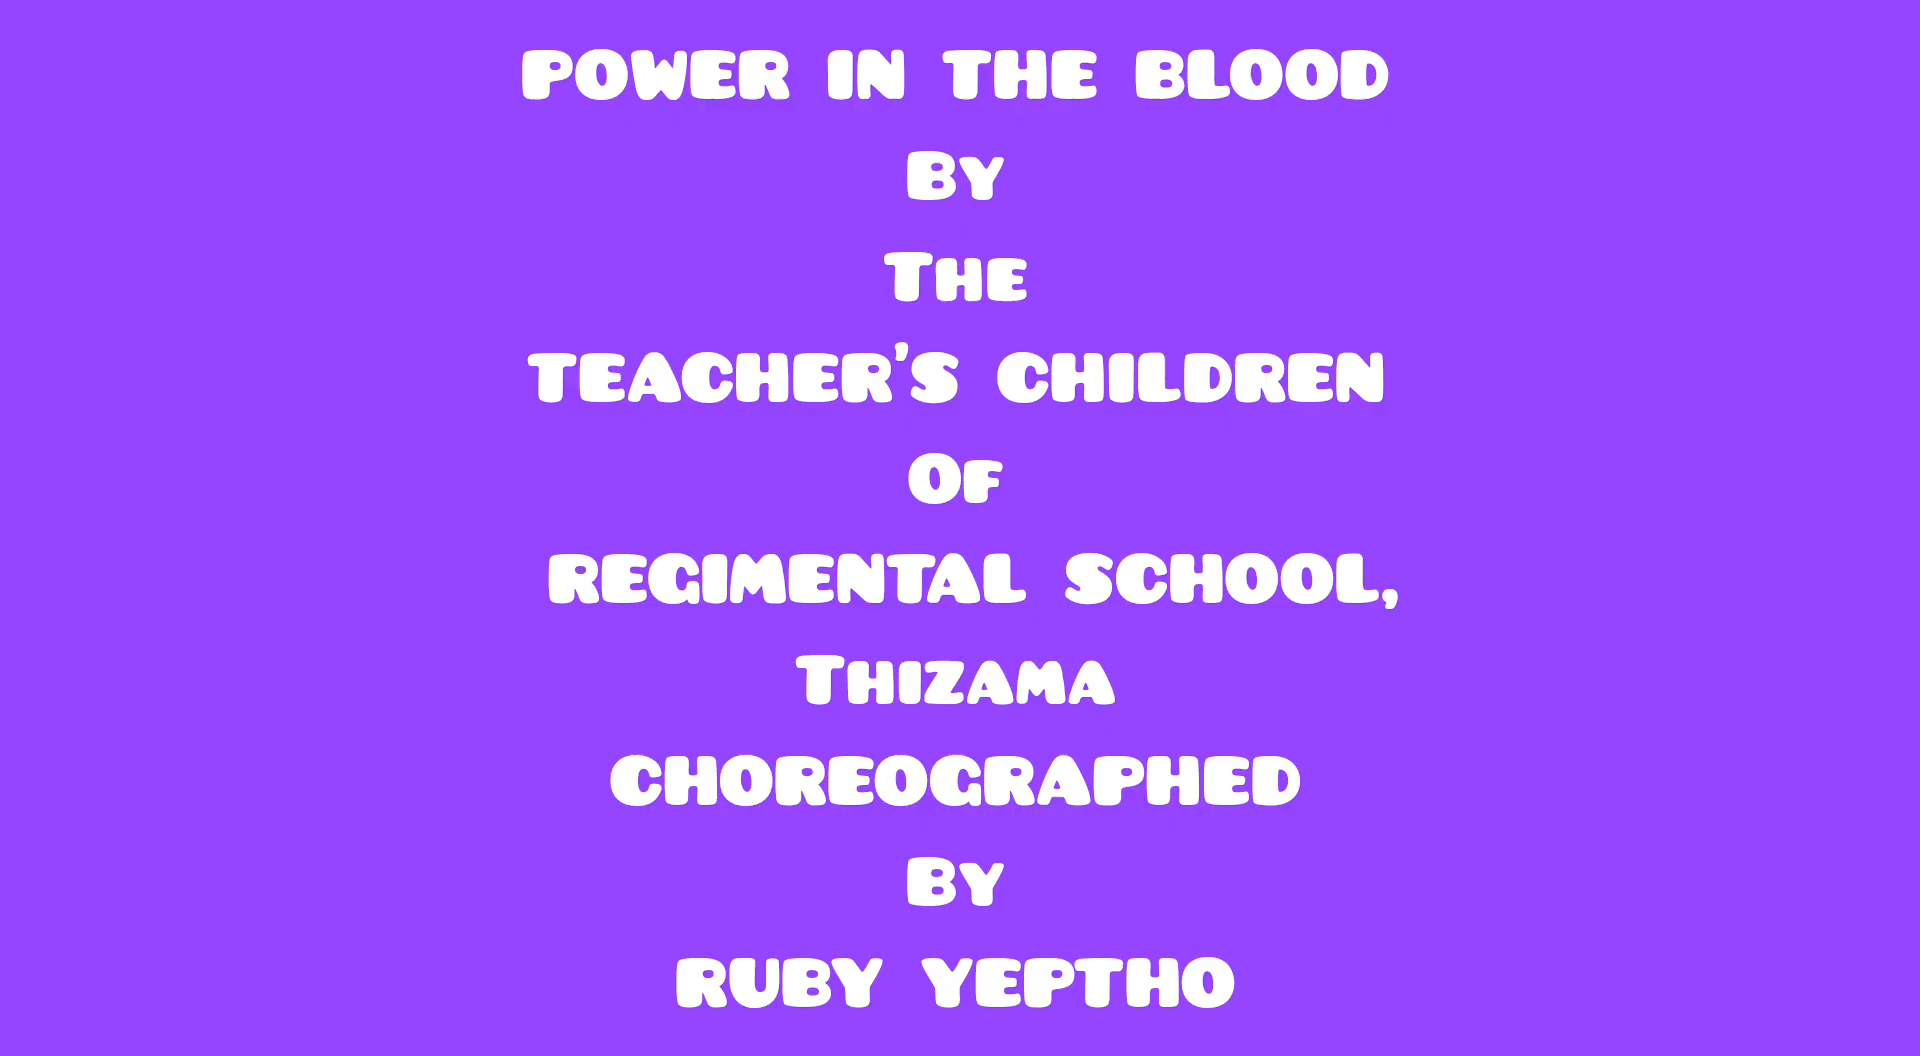 POWER IN THE BLOOD
By
The
TEACHER'S CHILDREN
Of
REGIMENTAL SCHOOL,
Thizama
CHOREOGRAPHED
By
RUBY YEPTHO